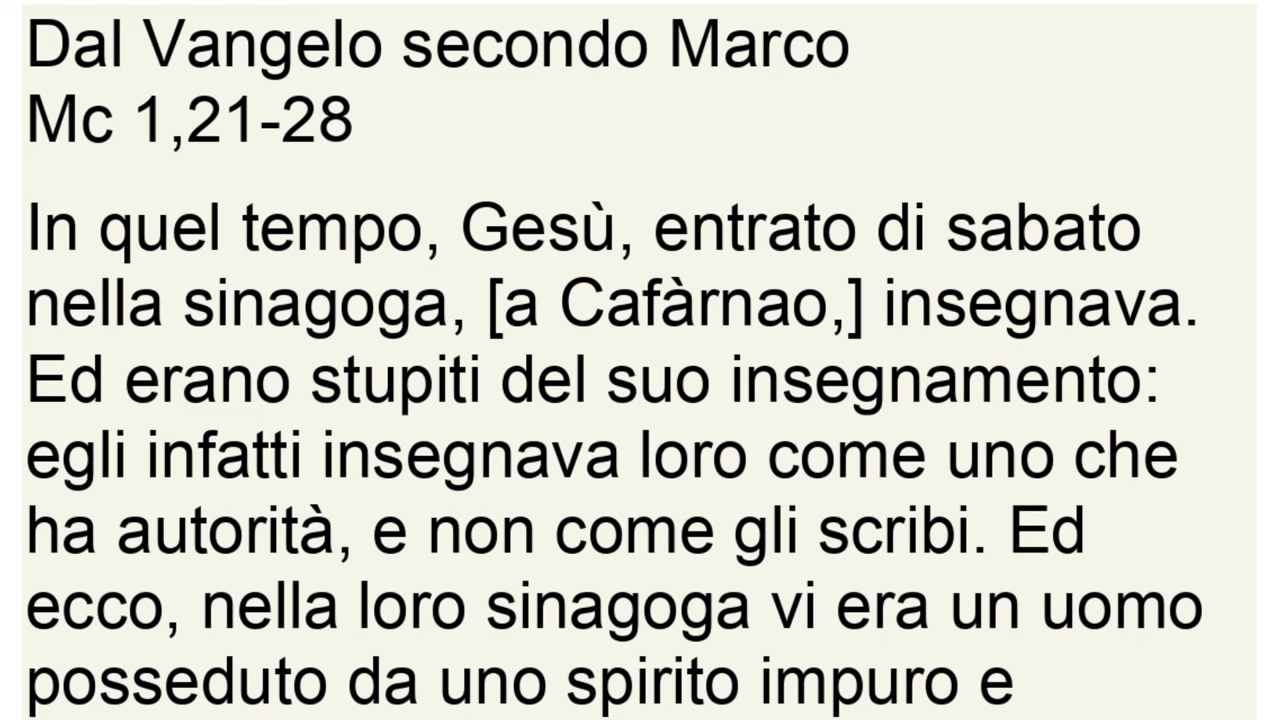 Dal Vangelo secondo Marco
Mc 1,21-28
In quel tempo, Gesù, entrato di sabato
nella sinagoga, [a Cafàrnao,] insegnava.
Ed erano stupiti del suo insegnamento:
egli infatti insegnava loro come uno che
ha autorità, e non come gli scribi. Ed
ecco, nella loro sinagoga vi era un uomo
posseduto da uno spirito impuro e